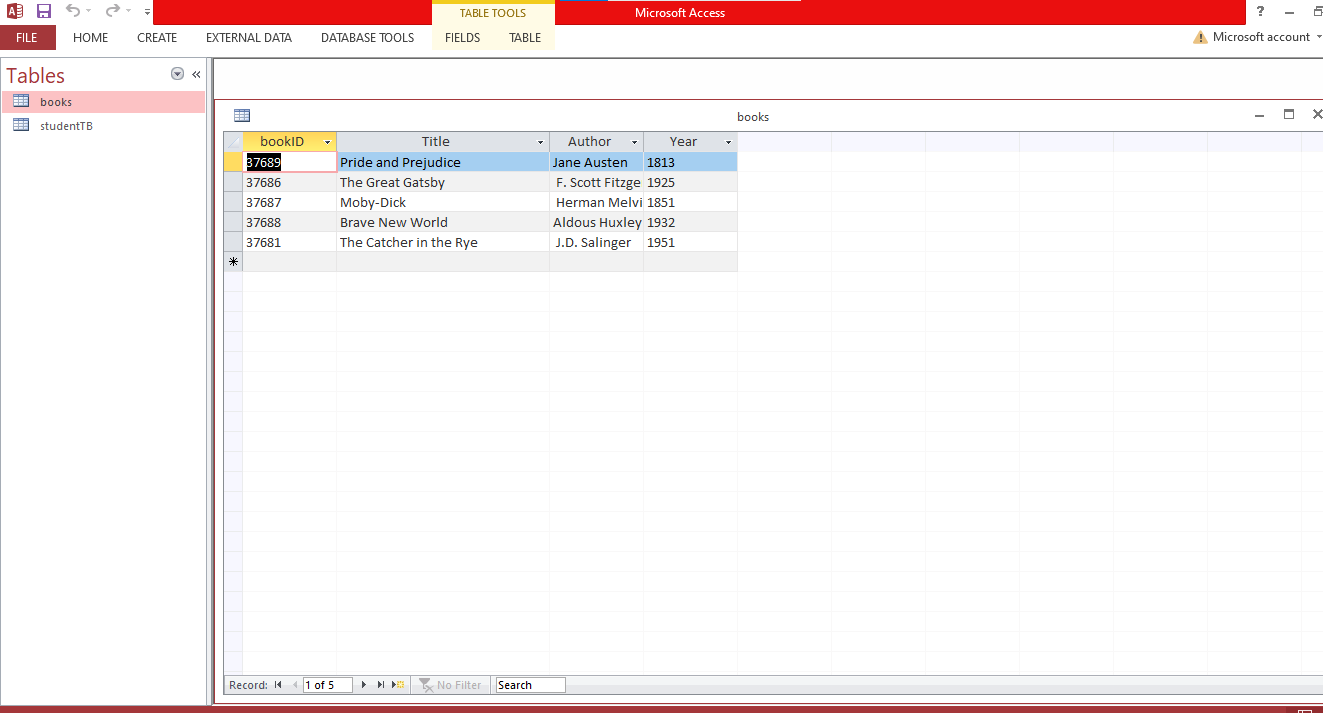 TABLE TOOLS Microsoft Access ?
FILE HOME CREATE EXTERNAL DATA DATABASE TOOLS FIELDS TABLE Microsoft account
Tables «
books
studentTB
books
bookID Title Author Year
37689 Pride and Prejudice Jane Austen 1813
37686 The Great Gatsby F. Scott Fitzge 1925
37687 Moby-Dick Herman Melvi 1851
37688 Brave New World Aldous Huxley 1932
37681 The Catcher in the Rye J.D. Salinger 1951
Record: 1 of 5 No Filter Search